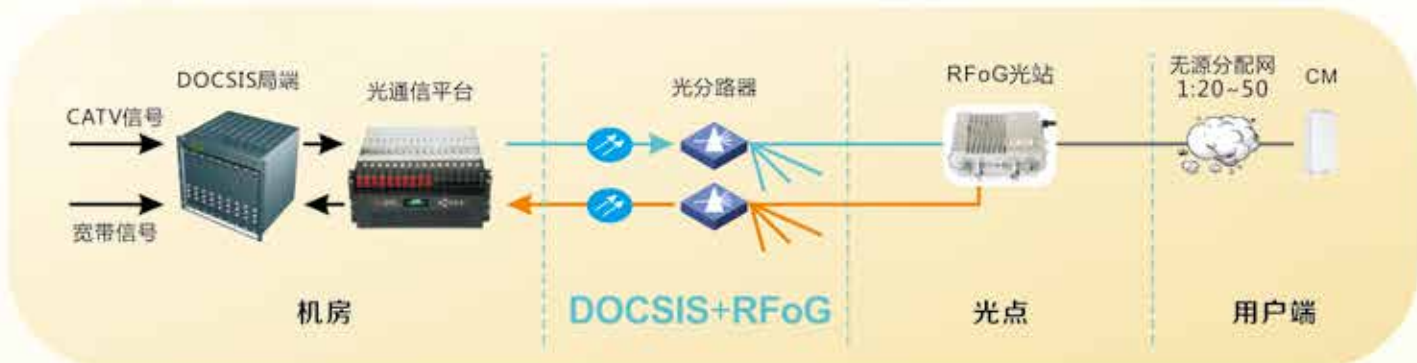 DOCSIS局端
光通信平台
光分路器
RFoG光站
无源分配网
1:20~50
CM
CATV信号
宽带信号
机房
DOCSIS+RFoG
光点
用户端